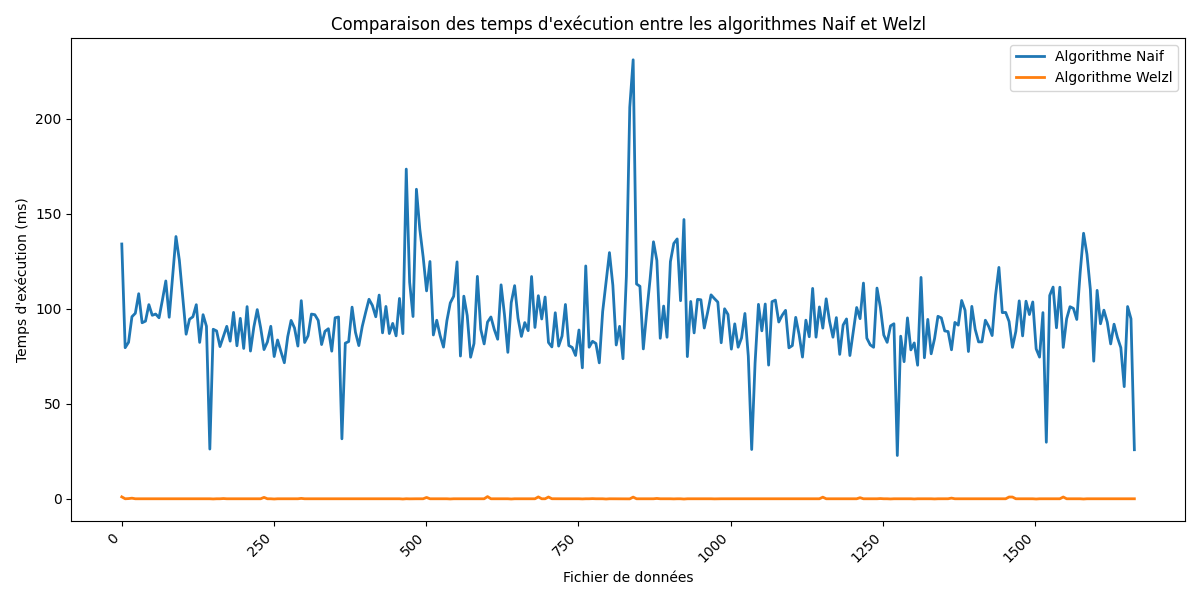 Comparaison des temps d'exécution entre les algorithmes Naif et Welzl
Algorithme Naif
Algorithme Welzl
Temps d'exécution (ms)
200
150
100
50
0
0
250
500
750
1000
1250
1500
Fichier de données